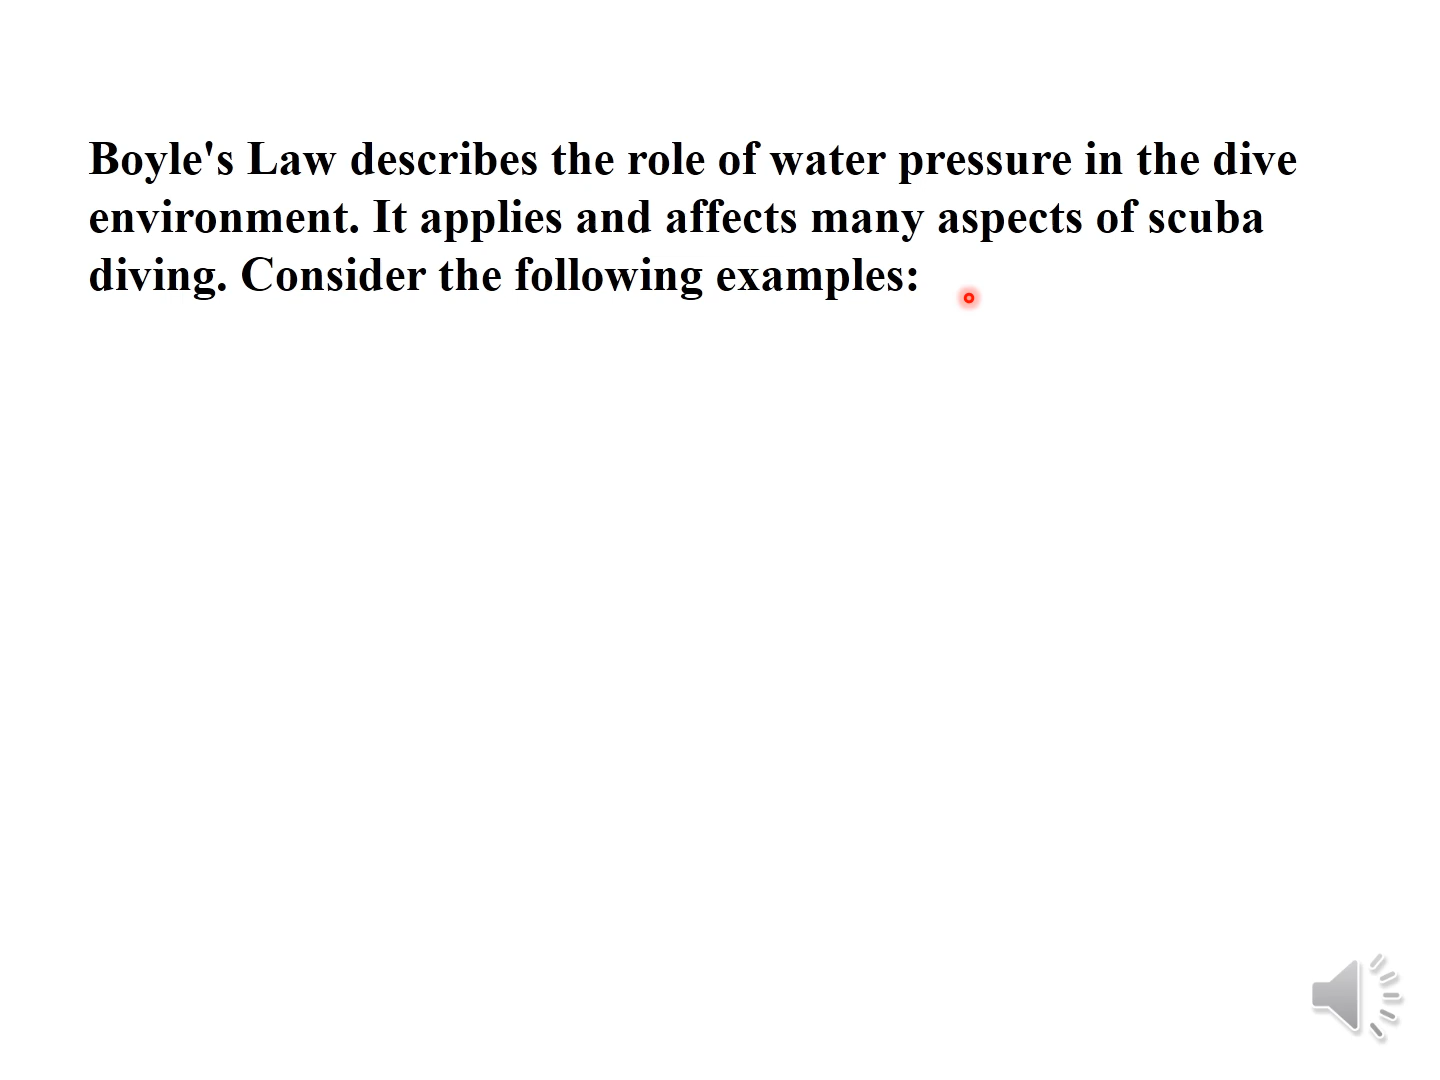 Boyle's Law describes the role of water pressure in the dive
environment. It applies and affects many aspects of scuba
diving. Consider the following examples: